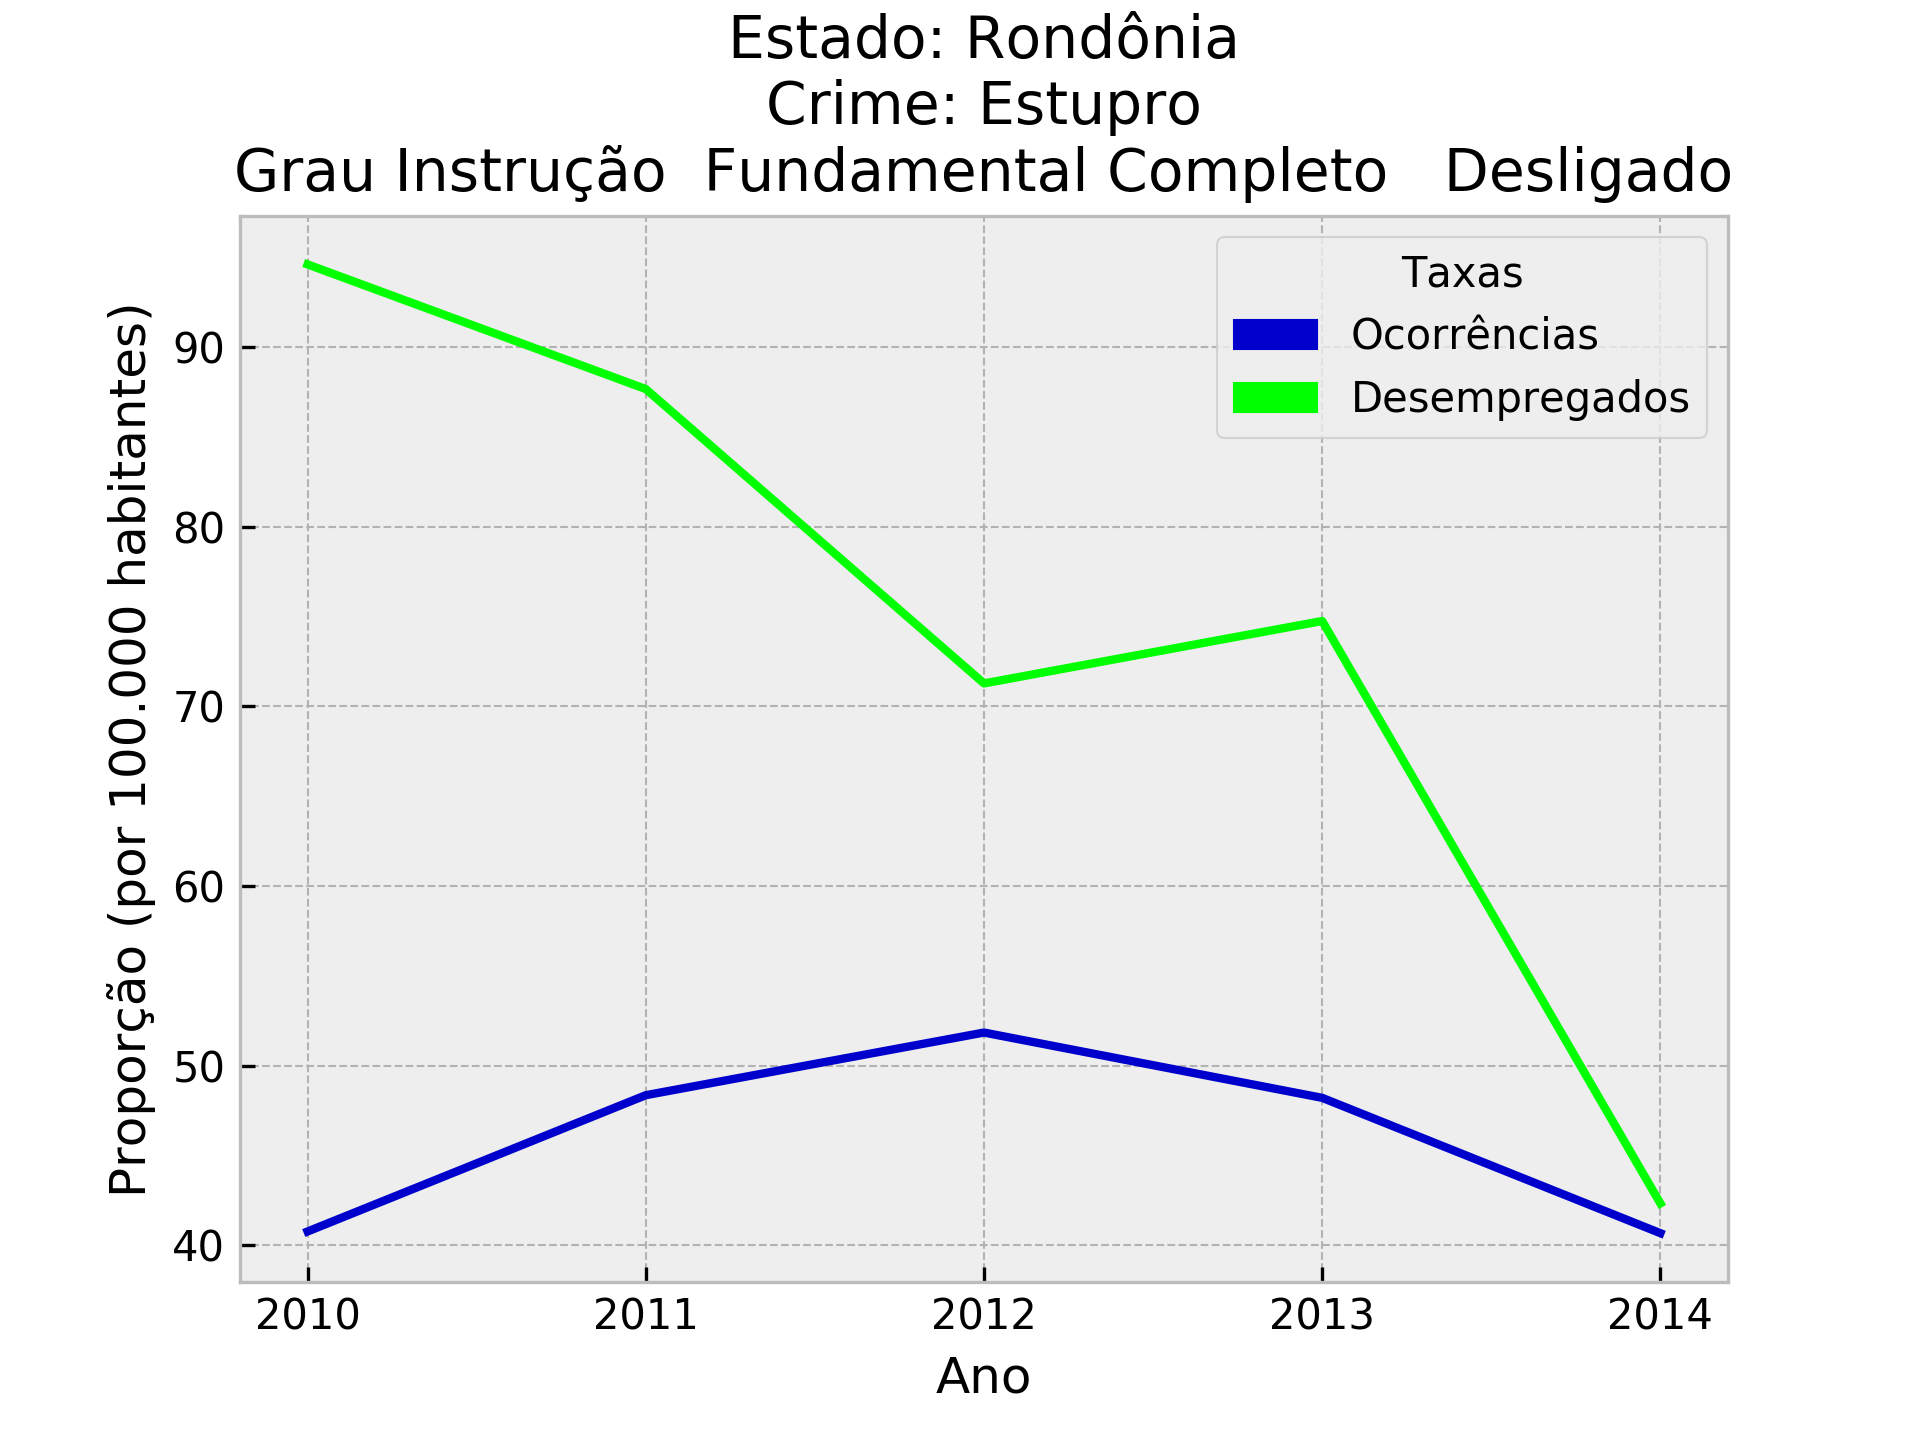 Estado: Rondônia
Crime: Estupro
Grau Instrução  Fundamental Completo   Desligado
Taxas
Ocorrências
Desempregados
Proporção (por 100.000 habitantes)
90
80
70
60
50
40
2010
2011
2012
2013
2014
Ano